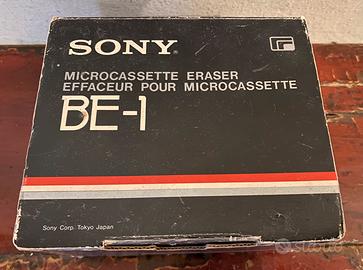 SONY®
MICROCASSETTE ERASER
EFFACEUR POUR MICROCASSETTE
BE-1
Sony Corp. Tokyo Japan